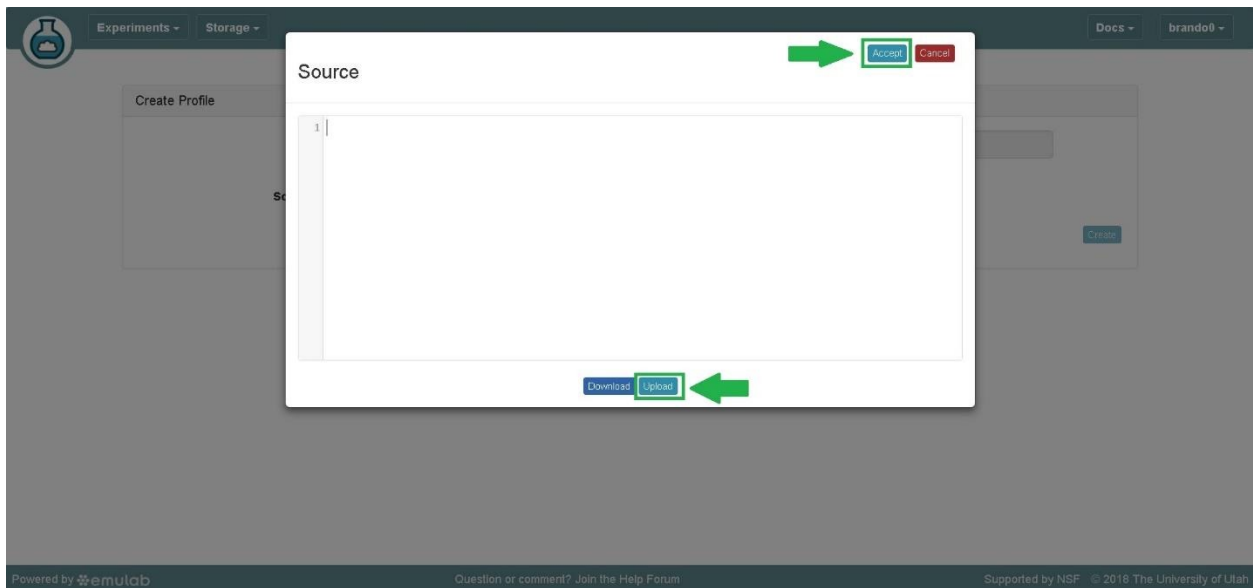 Experiments Storage Docs brando0
Accept Cancel
Source
Create Profile
1
So
Create
Download Upload
Powered by emulab Question or comment? Join the Help Forum Supported by NSF © 2018 The University of Utah